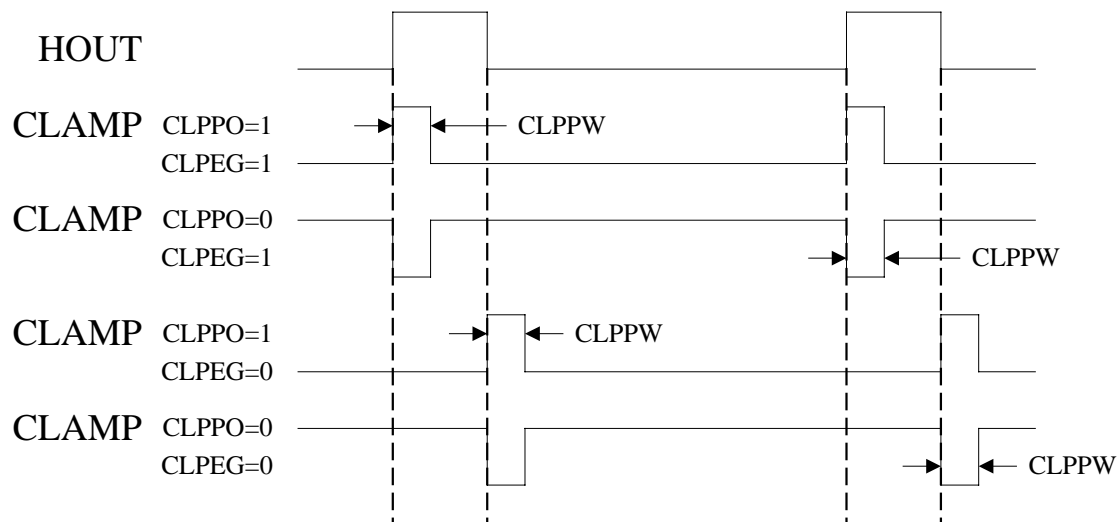 HOUT
CLAMP CLPPO=1 CLPPW
CLPEG=1
CLAMP CLPPO=0
CLPEG=1 CLPPW
CLAMP CLPPO=1 CLPPW
CLPEG=0
CLAMP CLPPO=0
CLPEG=0 CLPPW